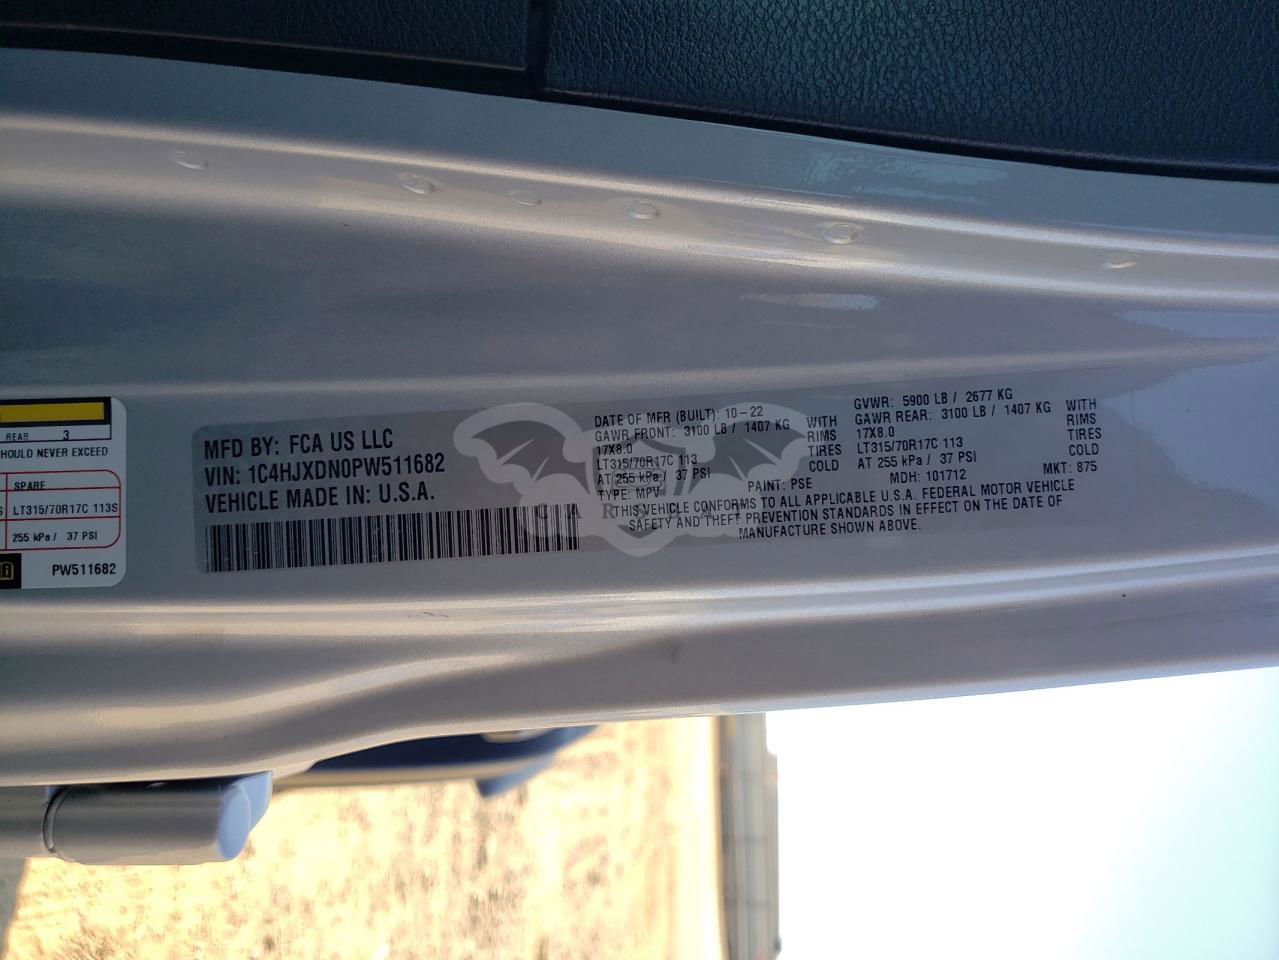 REAR 3
SHOULD NEVER EXCEED
SPARE
LT315/70R17C 113S
255 kPa / 37 PSI
PW511682
MFD BY: FCA US LLC
VIN: 1C4HJXDN0PW511682
VEHICLE MADE IN: U.S.A.
DATE OF MFR (BUILT): 10-22
GAWR FRONT: 3100 LB / 1407 KG WITH
17X8.0 RIMS
LT315/70R17C 113 TIRES
AT 255 kPa / 37 PSI COLD
TYPE: MPV PAINT: PSE
GVWR: 5900 LB / 2677 KG
GAWR REAR: 3100 LB / 1407 KG WITH
17X8.0 RIMS
LT315/70R17C 113 TIRES
AT 255 kPa / 37 PSI COLD
MDH: 101712 MKT: 875
THIS VEHICLE CONFORMS TO ALL APPLICABLE U.S.A. FEDERAL MOTOR VEHICLE
SAFETY AND THEFT PREVENTION STANDARDS IN EFFECT ON THE DATE OF
MANUFACTURE SHOWN ABOVE.